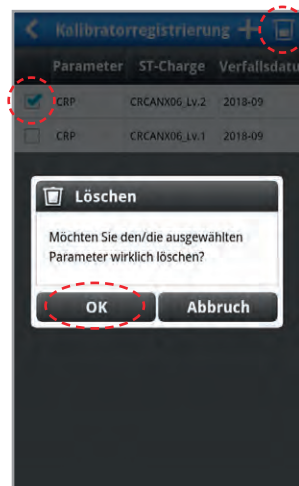 Kalibratorregistrierun
Parameter ST-Charge Verfallsdatu
CRP CRCANX06_Lv.2 2018-09
CRP CRCANX06_Lv.1 2018-09
Löschen
Möchten Sie den/die ausgewählten
Parameter wirklich löschen?
OK Abbruch